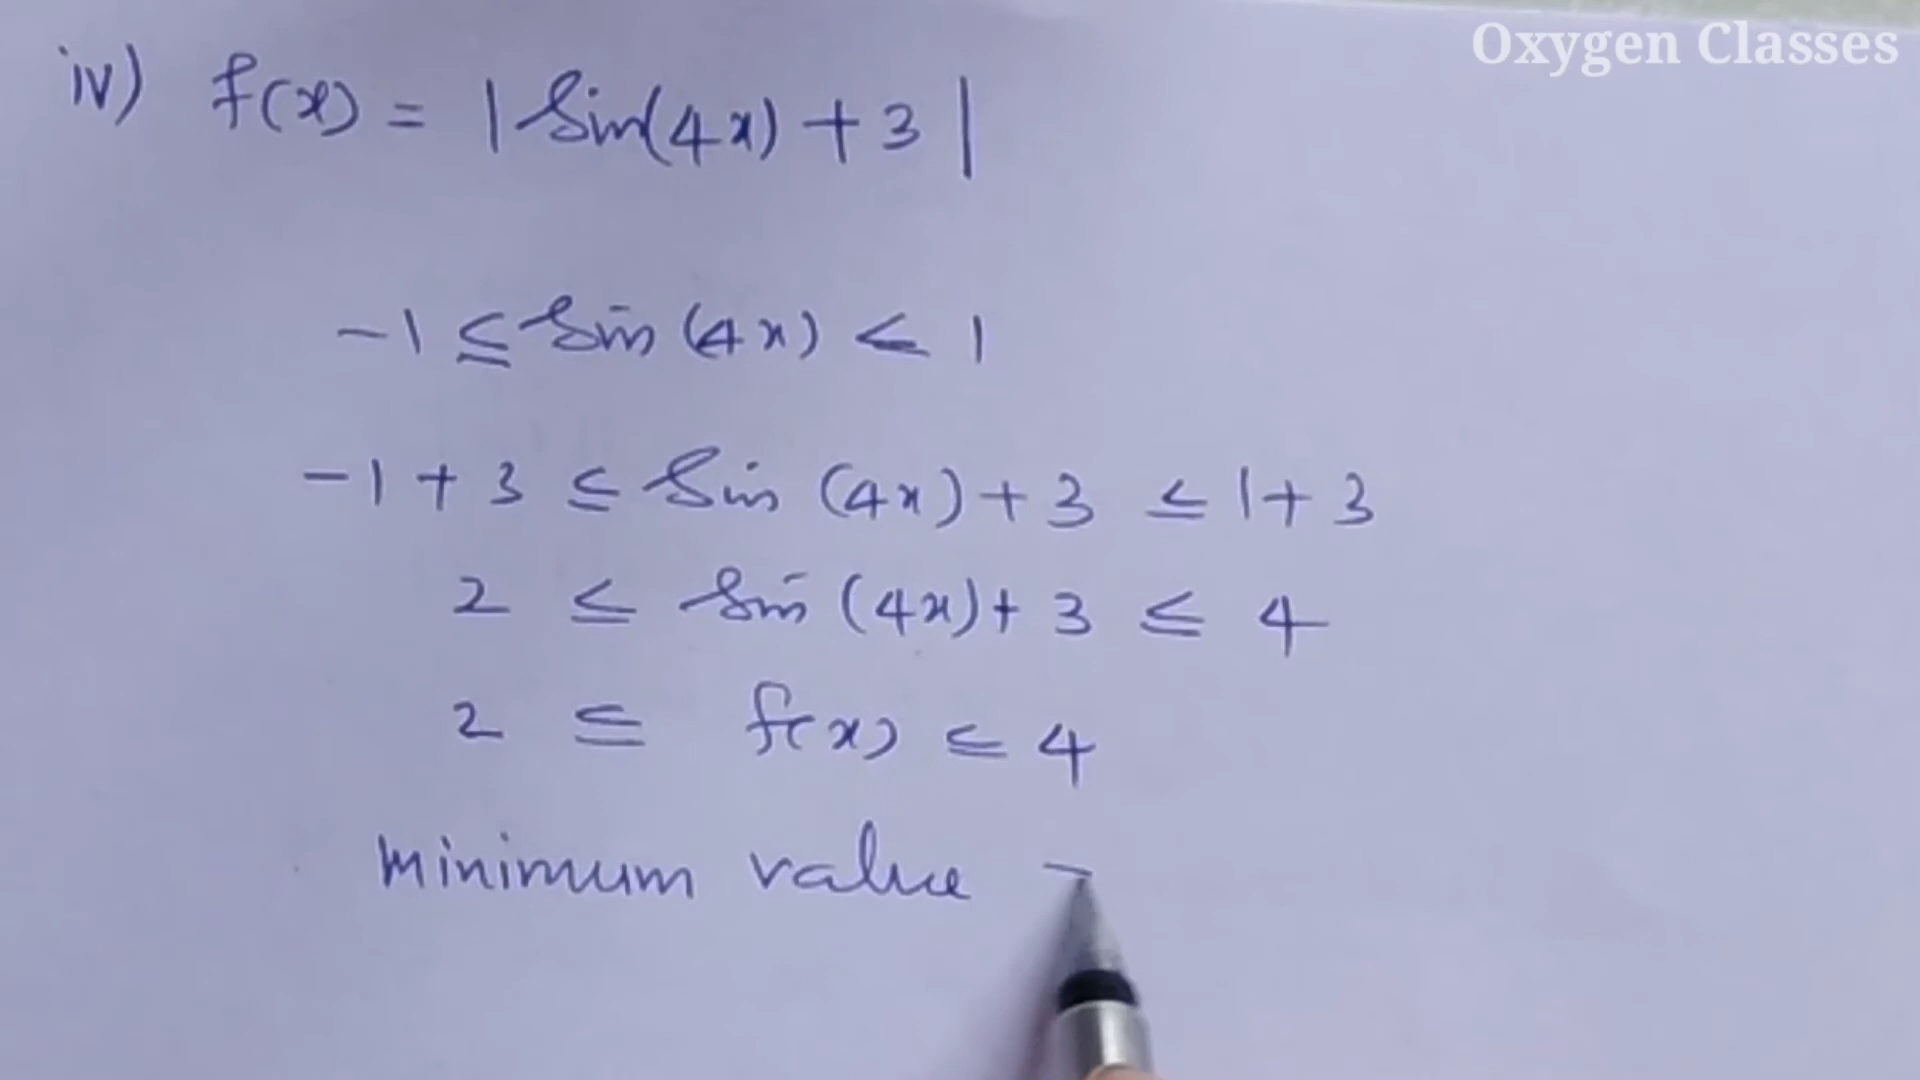 Oxygen Classes
iv) f(x) = | Sin(4x) + 3 |
-1 ≤ Sin (4x) ≤ 1
-1 + 3 ≤ Sin (4x) + 3 ≤ 1 + 3
2 ≤ Sin (4x) + 3 ≤ 4
2 ≤ f(x) ≤ 4
minimum value